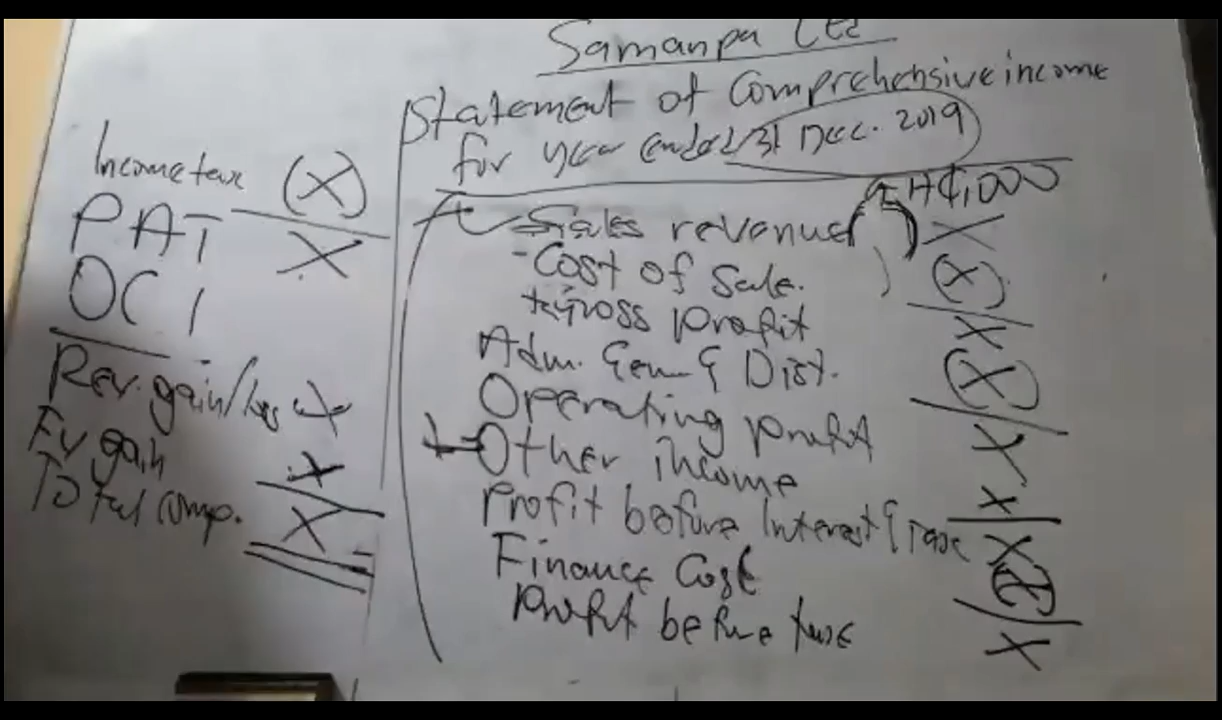 Samanpa Ltd
Statement of Comprehensive income
for year ended 31 Dec. 2019
GH₵,000
Sales revenue X
- Cost of Sale. (X)
Gross profit X
Adm. Gen & Dist. (X)
Operating profit X
+ Other income X
Profit before Interest & Tax X
Finance Cost (X)
Profit before tax X
Income tax (X)
PAT X
OCI
Rev. gain/loss X
Fv gain X
Total comp. X